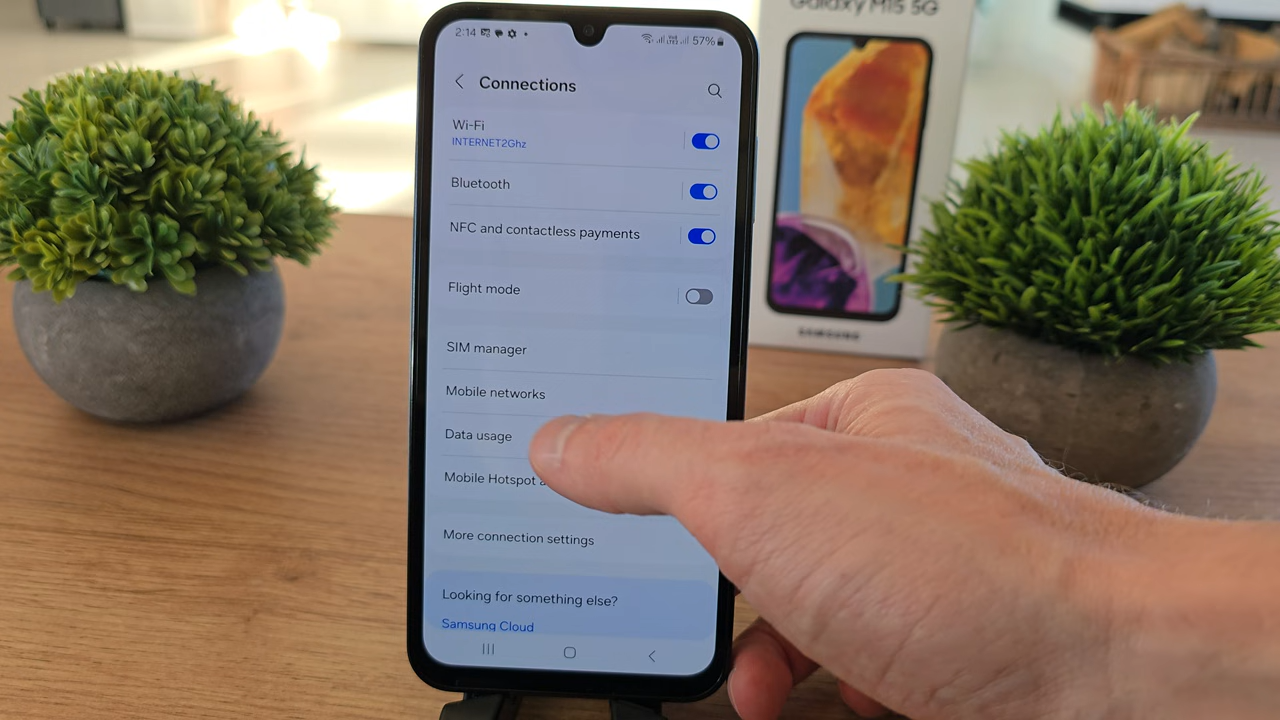 Galaxy M15 5G
2:14
57%
Connections
Wi-Fi
INTERNET2Ghz
Bluetooth
NFC and contactless payments
Flight mode
SIM manager
Mobile networks
Data usage
Mobile Hotspot
More connection settings
Looking for something else?
Samsung Cloud
SAMSUNG